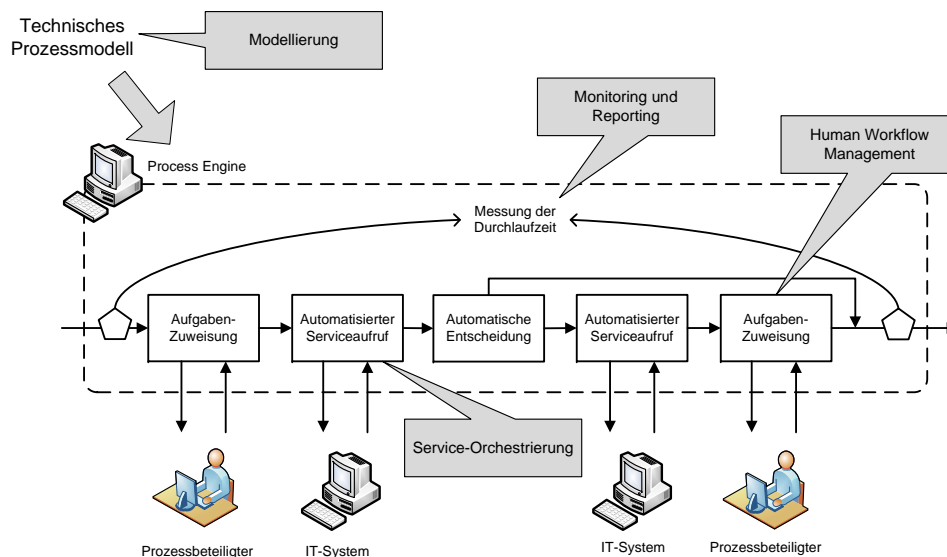 Technisches
Prozessmodell
Modellierung
Monitoring und
Reporting
Human Workflow
Management
Process Engine
Messung der
Durchlaufzeit
Aufgaben-
Zuweisung
Automatisierter
Serviceaufruf
Automatische
Entscheidung
Automatisierter
Serviceaufruf
Aufgaben-
Zuweisung
Service-Orchestrierung
Prozessbeteiligter
IT-System
IT-System
Prozessbeteiligter